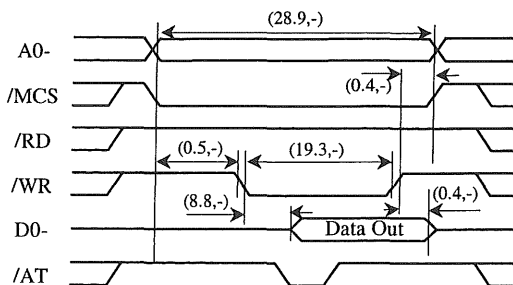 (28.9,-)
A0-
(0.4,-)
/MCS
/RD
(0.5,-)
(19.3,-)
/WR
(8.8,-)
(0.4,-)
D0-
Data Out
/AT